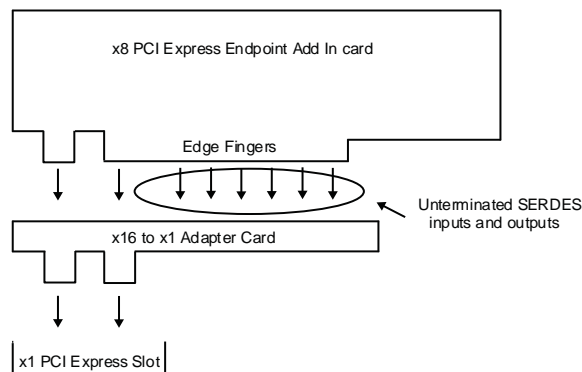 x8 PCI Express Endpoint Add In card
Edge Fingers
Unterminated SERDES
inputs and outputs
x16 to x1 Adapter Card
x1 PCI Express Slot